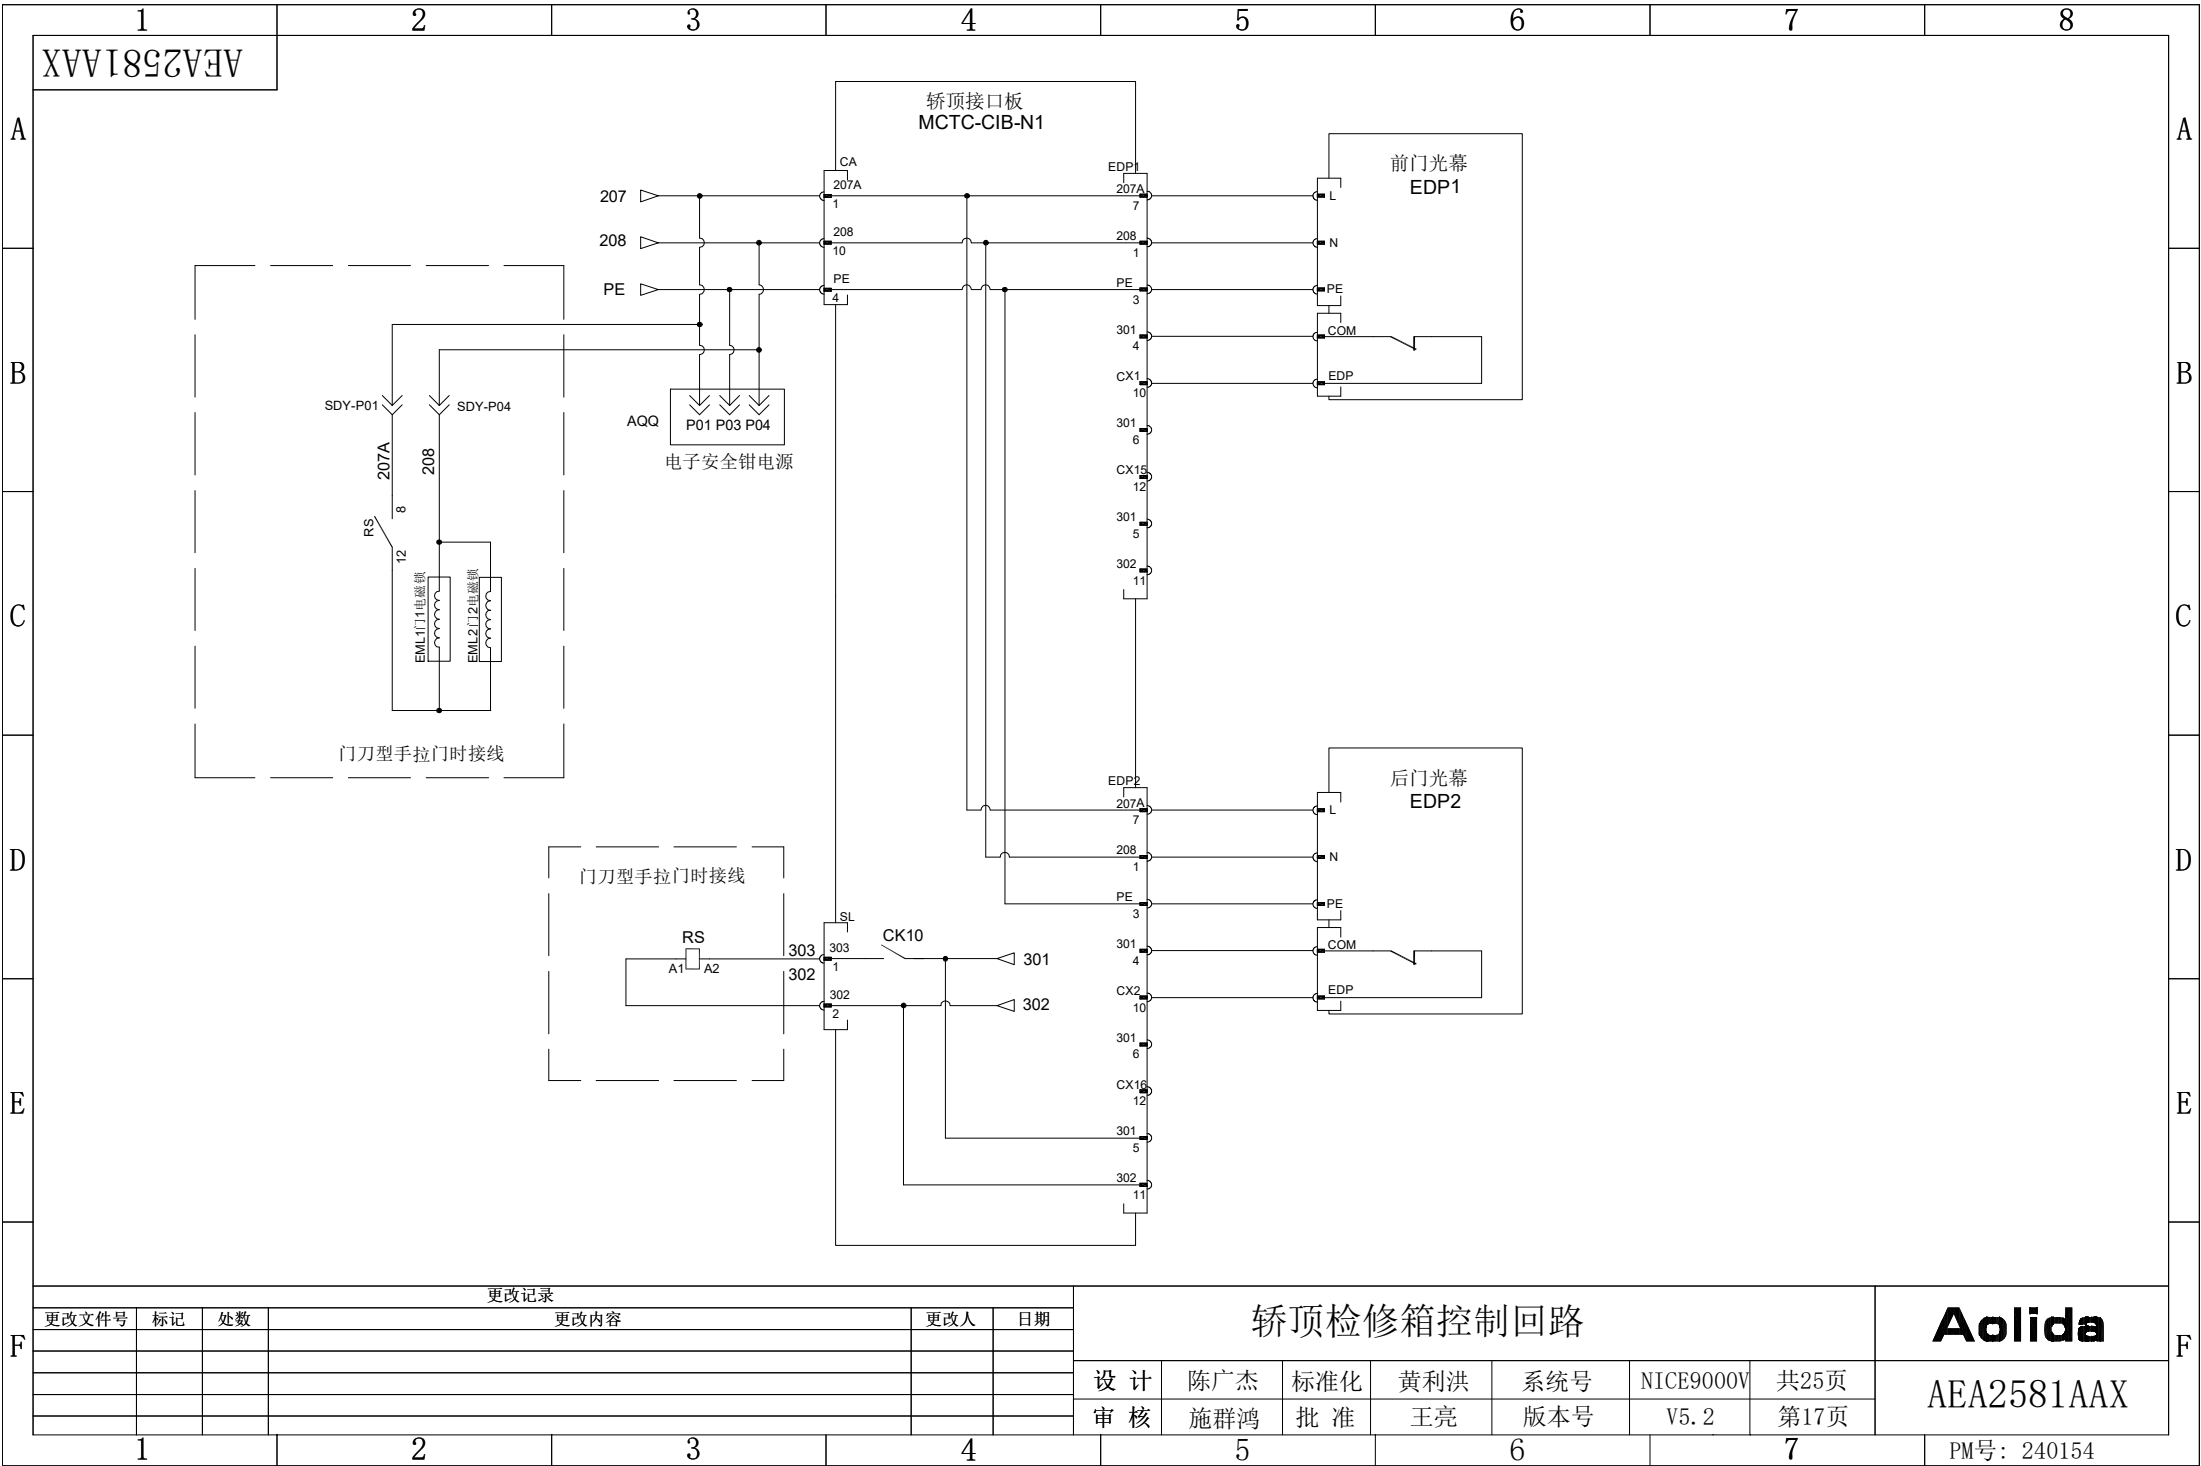 1 2 3 4 5 6 7 8
AEA2581AAX
A A
B B
C C
D D
E E
F F
轿顶接口板
MCTC-CIB-N1
CA
207A
1
208
10
PE
4
207
208
PE
EDP1
207A
7
208
1
PE
3
301
4
CX1
10
301
6
CX15
12
301
5
302
11
前门光幕
EDP1
L
N
PE
COM
EDP
SDY-P01
SDY-P04
207A
208
RS
8
12
EML1门1电磁锁
EML2门2电磁锁
门刀型手拉门时接线
AQQ
P01 P03 P04
电子安全钳电源
EDP2
207A
7
208
1
PE
3
301
4
CX2
10
301
6
CX16
12
301
5
302
11
后门光幕
EDP2
L
N
PE
COM
EDP
门刀型手拉门时接线
RS
A1 A2
303
302
SL
303
1
302
2
CK10
301
302
更改记录
更改文件号 标记 处数 更改内容 更改人 日期
轿顶检修箱控制回路
设 计 陈广杰 标准化 黄利洪 系统号 NICE9000V 共25页
审 核 施群鸿 批 准 王亮 版本号 V5.2 第17页
Aolida
AEA2581AAX
1 2 3 4 5 6 7
PM号: 240154